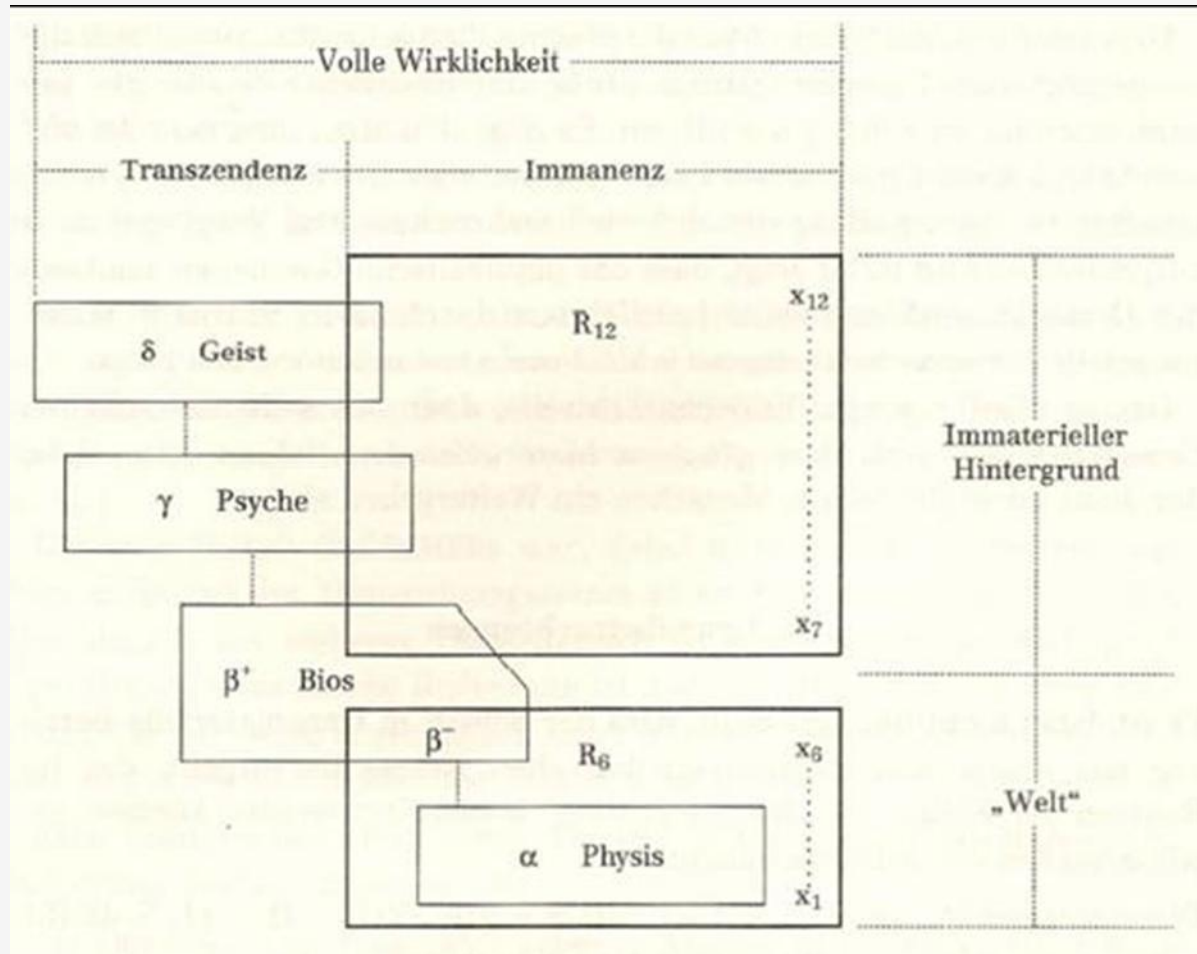 Volle Wirklichkeit
Transzendenz
Immanenz
x₁₂
R₁₂
δ Geist
Immaterieller
Hintergrund
γ Psyche
x₇
β⁺ Bios
β⁻
R₆
x₆
„Welt“
α Physis
x₁